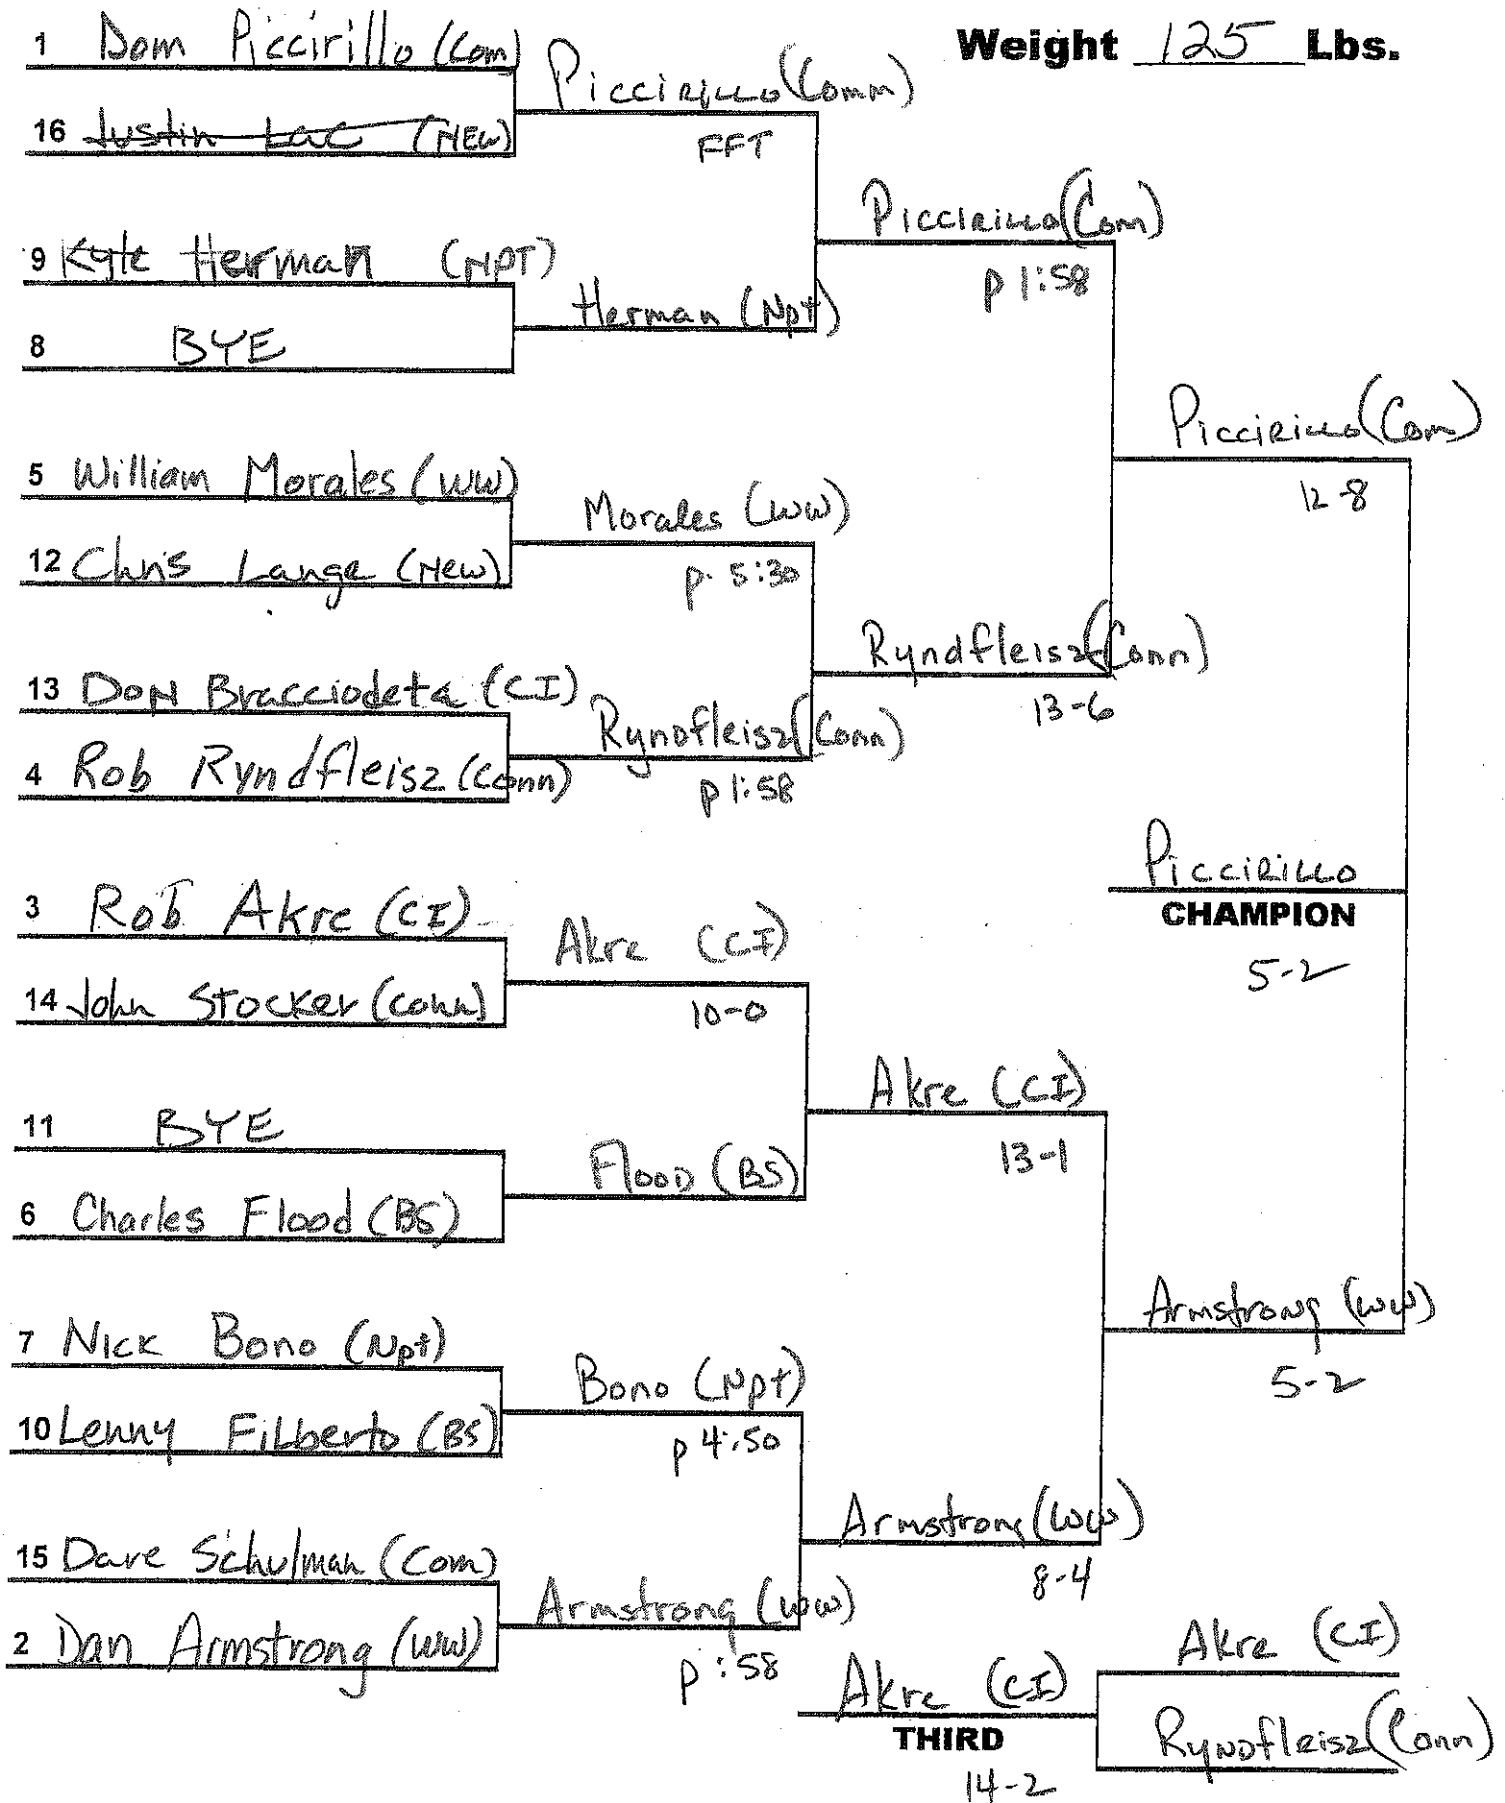 Weight 125 Lbs.
1 Dom Piccirillo (Com)
Piccirillo (Comm)
16 Justin Lac (NEW)
FFT
Piccirillo (Com)
9 Kyle Herman (NPT)
p 1:58
Herman (Npt)
8 BYE
Piccirillo (Com)
12-8
5 William Morales (WW)
Morales (WW)
12 Chris Lange (New)
p. 5:30
Ryndfleisz (Conn)
13-6
13 Don Bracciodeta (CI)
Ryndfleisz (Conn)
4 Rob Ryndfleisz (Conn)
p 1:58
Piccirillo
CHAMPION
5-2
3 Rob Akre (CI)
Akre (CI)
14 John Stocker (Conn)
10-0
Akre (CI)
13-1
11 BYE
Flood (BS)
6 Charles Flood (BS)
Armstrong (WW)
5-2
7 Nick Bono (Npt)
Bono (Npt)
10 Lenny Filberto (BS)
p 4:50
Armstrong (WW)
8-4
15 Dave Schulman (Com)
Armstrong (WW)
2 Dan Armstrong (WW)
p :58
Akre (CI)
Akre (CI)
THIRD
Ryndfleisz (Conn)
14-2